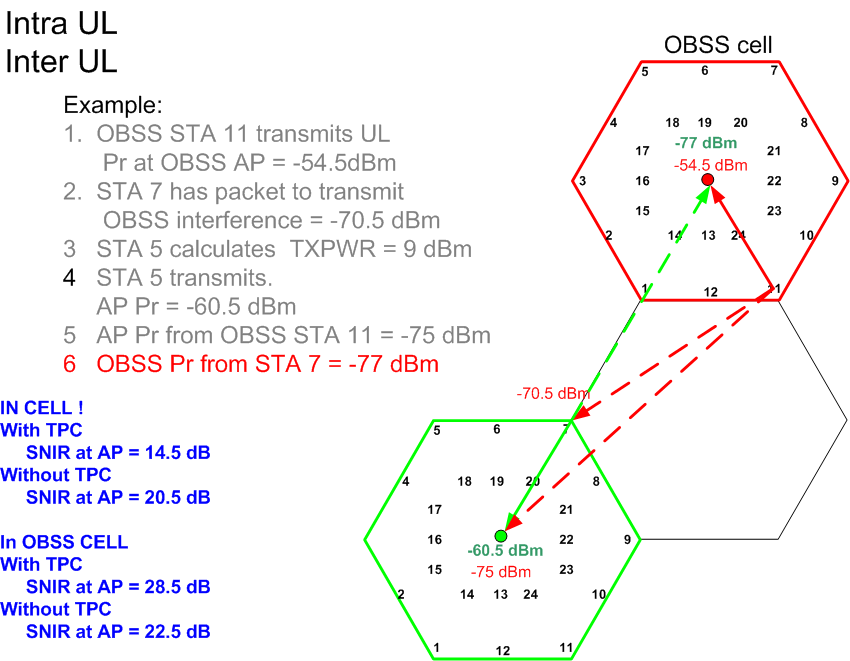 Intra UL
Inter UL
Example:
1. OBSS STA 11 transmits UL
Pr at OBSS AP = -54.5dBm
2. STA 7 has packet to transmit
OBSS interference = -70.5 dBm
3 STA 5 calculates TXPWR = 9 dBm
4 STA 5 transmits.
AP Pr = -60.5 dBm
5 AP Pr from OBSS STA 11 = -75 dBm
6 OBSS Pr from STA 7 = -77 dBm
IN CELL !
With TPC
SNIR at AP = 14.5 dB
Without TPC
SNIR at AP = 20.5 dB
In OBSS CELL
With TPC
SNIR at AP = 28.5 dB
Without TPC
SNIR at AP = 22.5 dB
OBSS cell
5 6 7
4 18 19 20 8
-77 dBm
17 21
-54.5 dBm
3 16 22 9
15 23
2 14 13 24 10
1 12 11
-70.5 dBm
5 6 7
4 18 19 20 8
17 21
16 22 9
-60.5 dBm
15 -75 dBm 23
2 14 13 24 10
1 12 11